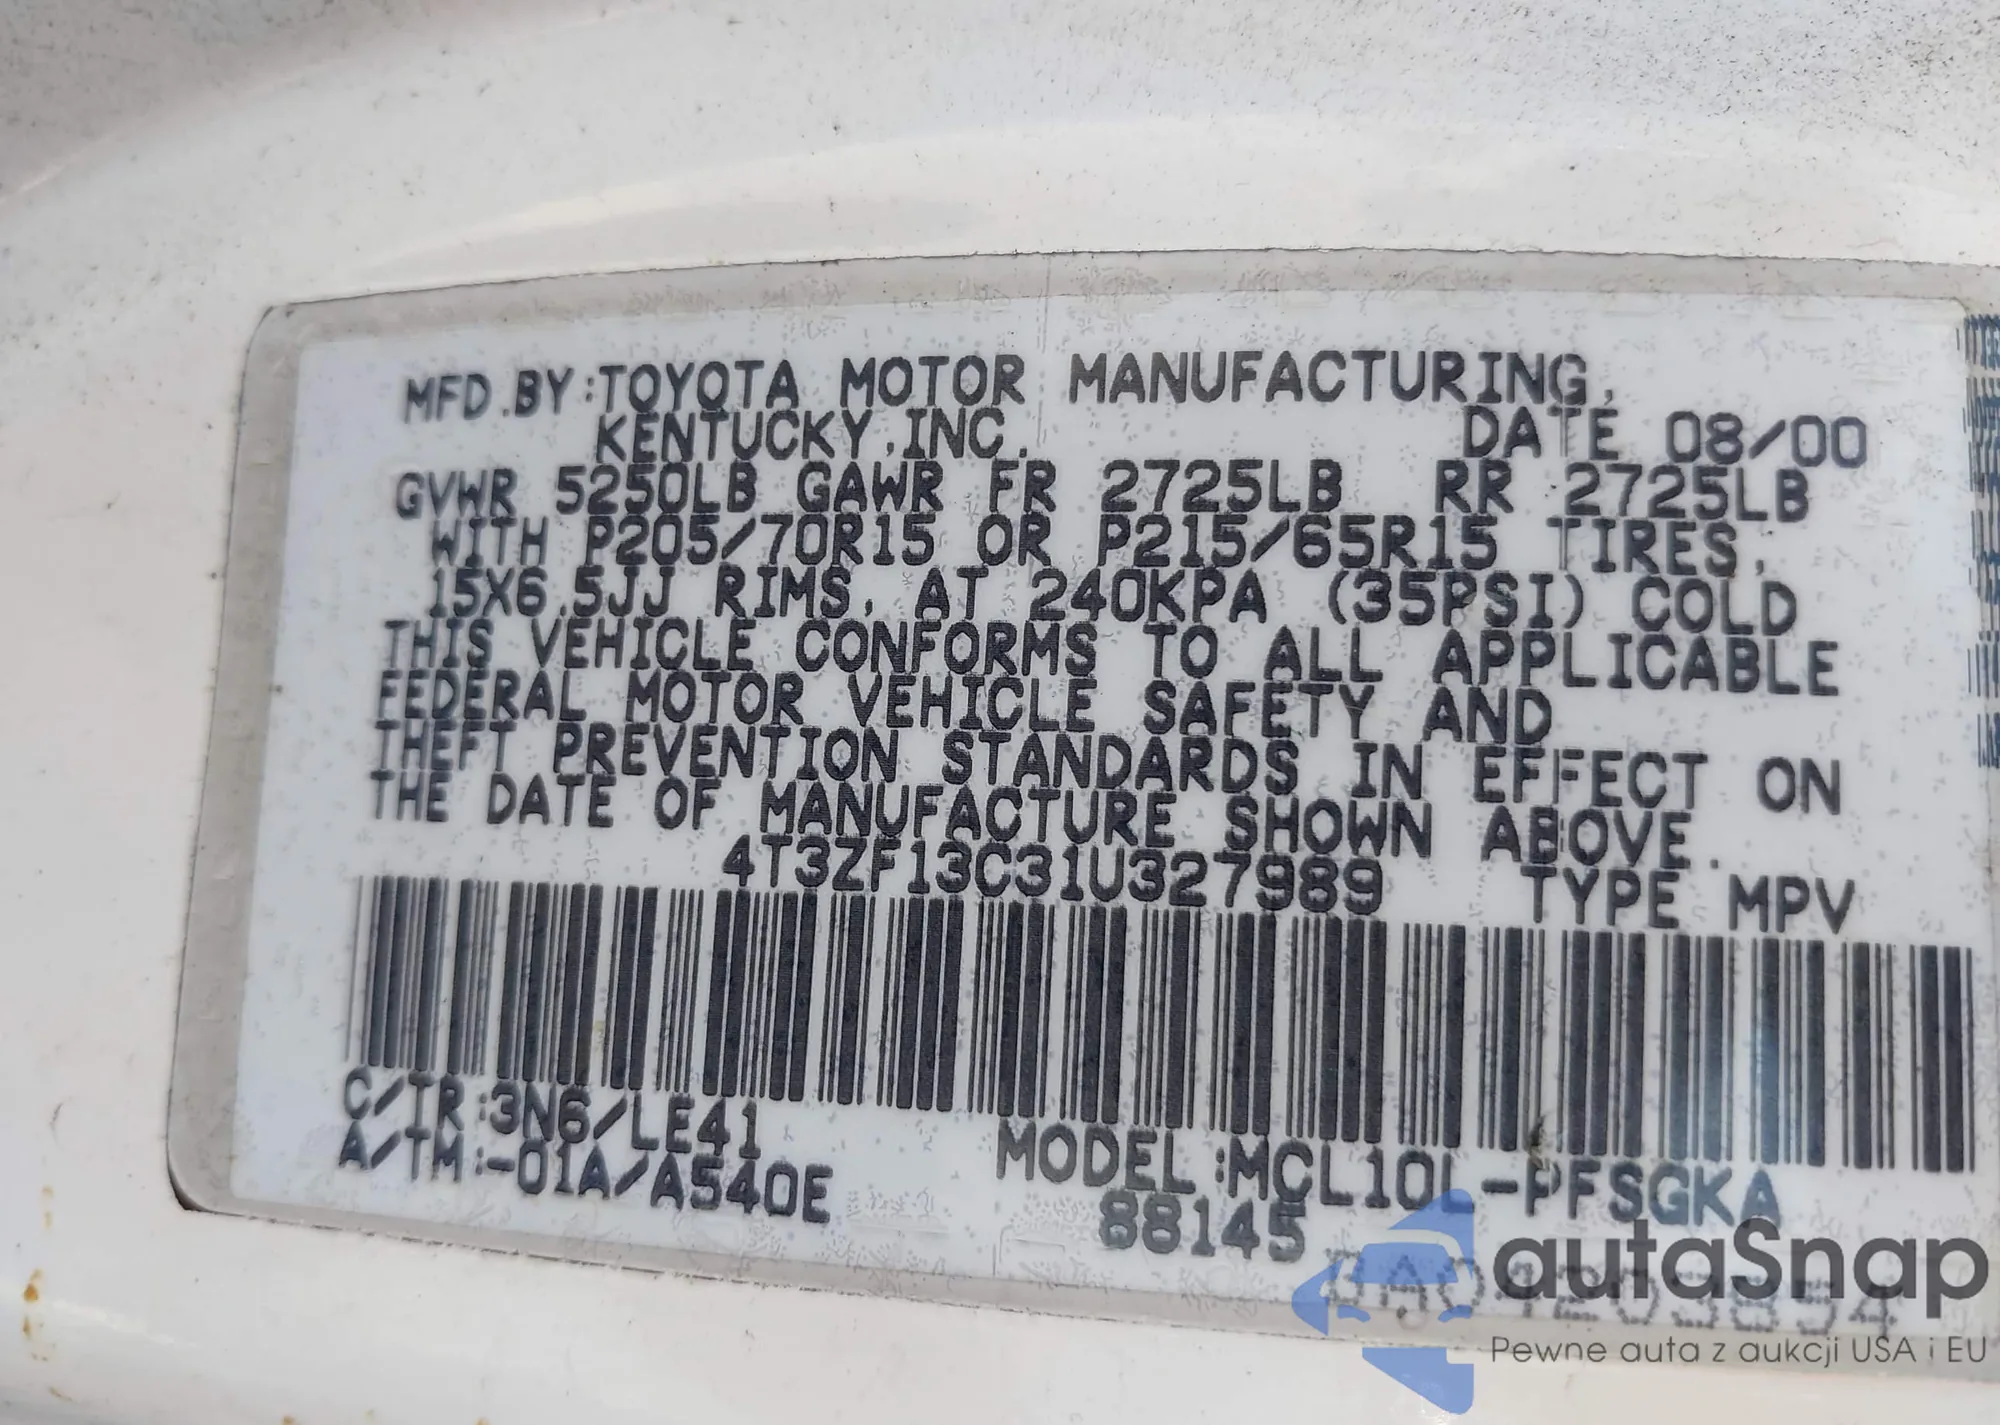 MFD.BY:TOYOTA MOTOR MANUFACTURING,
KENTUCKY,INC. DATE 08/00
GVWR 5250LB GAWR FR 2725LB RR 2725LB
WITH P205/70R15 OR P215/65R15 TIRES,
15X6.5JJ RIMS, AT 240KPA (35PSI) COLD
THIS VEHICLE CONFORMS TO ALL APPLICABLE
FEDERAL MOTOR VEHICLE SAFETY AND
THEFT PREVENTION STANDARDS IN EFFECT ON
THE DATE OF MANUFACTURE SHOWN ABOVE.
4T3ZF13C31U327989 TYPE MPV
C/TR:3N6/LE41
A/TM:-01A/A540E
MODEL:MCL10L-PFSGKA
88145
autaSnap
Pewne auta z aukcji USA i EU